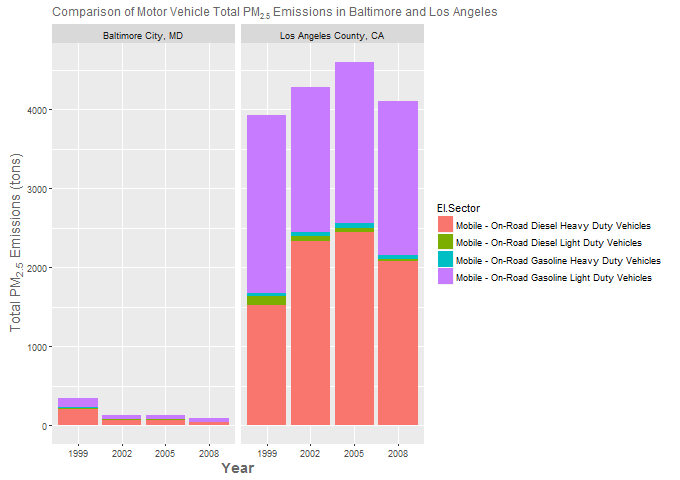 Comparison of Motor Vehicle Total PM2.5 Emissions in Baltimore and Los Angeles
Baltimore City, MD
Los Angeles County, CA
Total PM2.5 Emissions (tons)
4000
3000
2000
1000
0
1999 2002 2005 2008
1999 2002 2005 2008
Year
EI.Sector
Mobile - On-Road Diesel Heavy Duty Vehicles
Mobile - On-Road Diesel Light Duty Vehicles
Mobile - On-Road Gasoline Heavy Duty Vehicles
Mobile - On-Road Gasoline Light Duty Vehicles